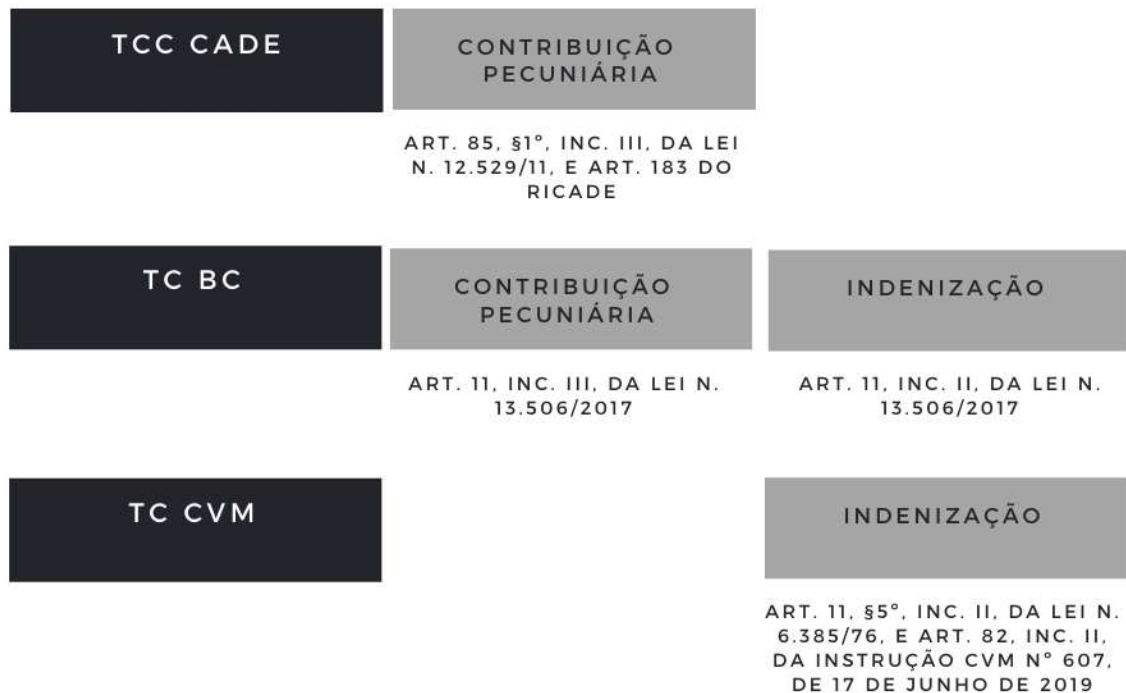 TCC CADE
CONTRIBUIÇÃO
PECUNIÁRIA
ART. 85, §1º, INC. III, DA LEI
N. 12.529/11, E ART. 183 DO
RICADE
TC BC
CONTRIBUIÇÃO
PECUNIÁRIA
ART. 11, INC. III, DA LEI N.
13.506/2017
INDENIZAÇÃO
ART. 11, INC. II, DA LEI N.
13.506/2017
TC CVM
INDENIZAÇÃO
ART. 11, §5º, INC. II, DA LEI N.
6.385/76, E ART. 82, INC. II,
DA INSTRUÇÃO CVM Nº 607,
DE 17 DE JUNHO DE 2019